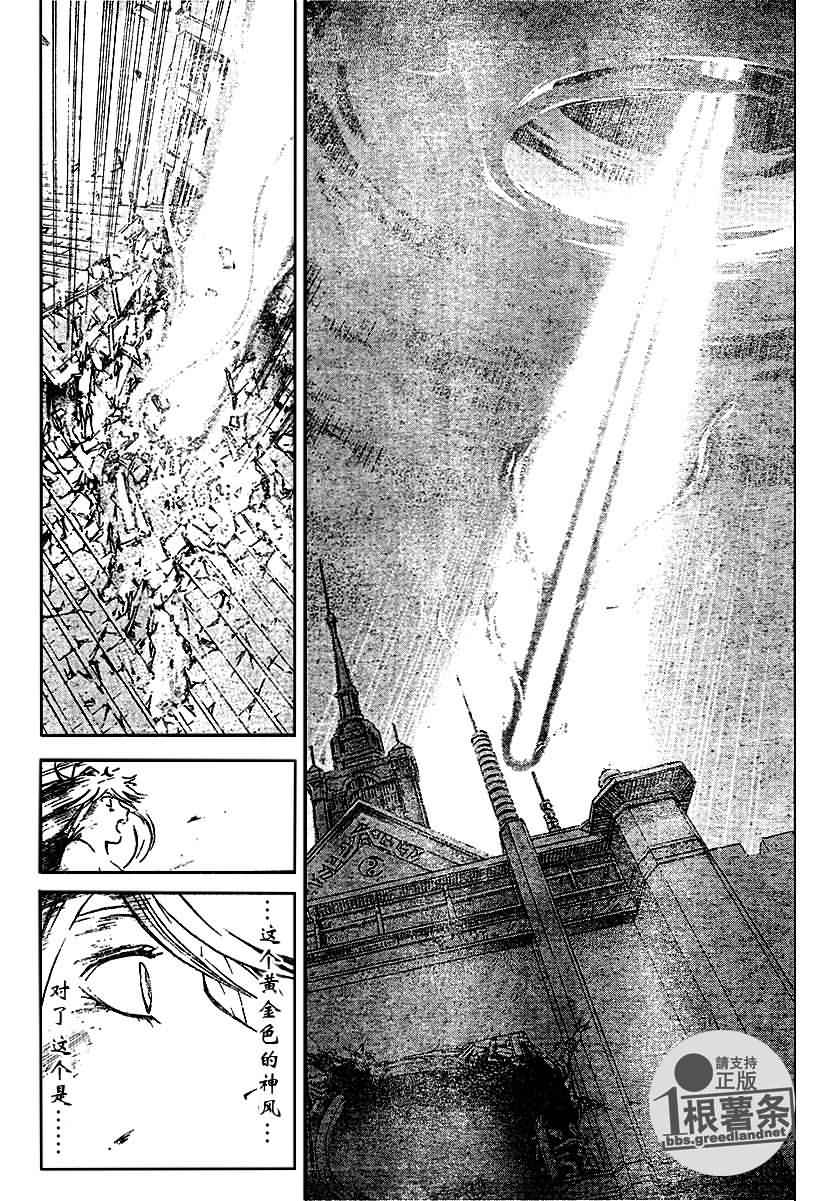 ……这个黄金色的神风…
对了这个是……
請支持
正版
1根薯条
bbs.greedland.net